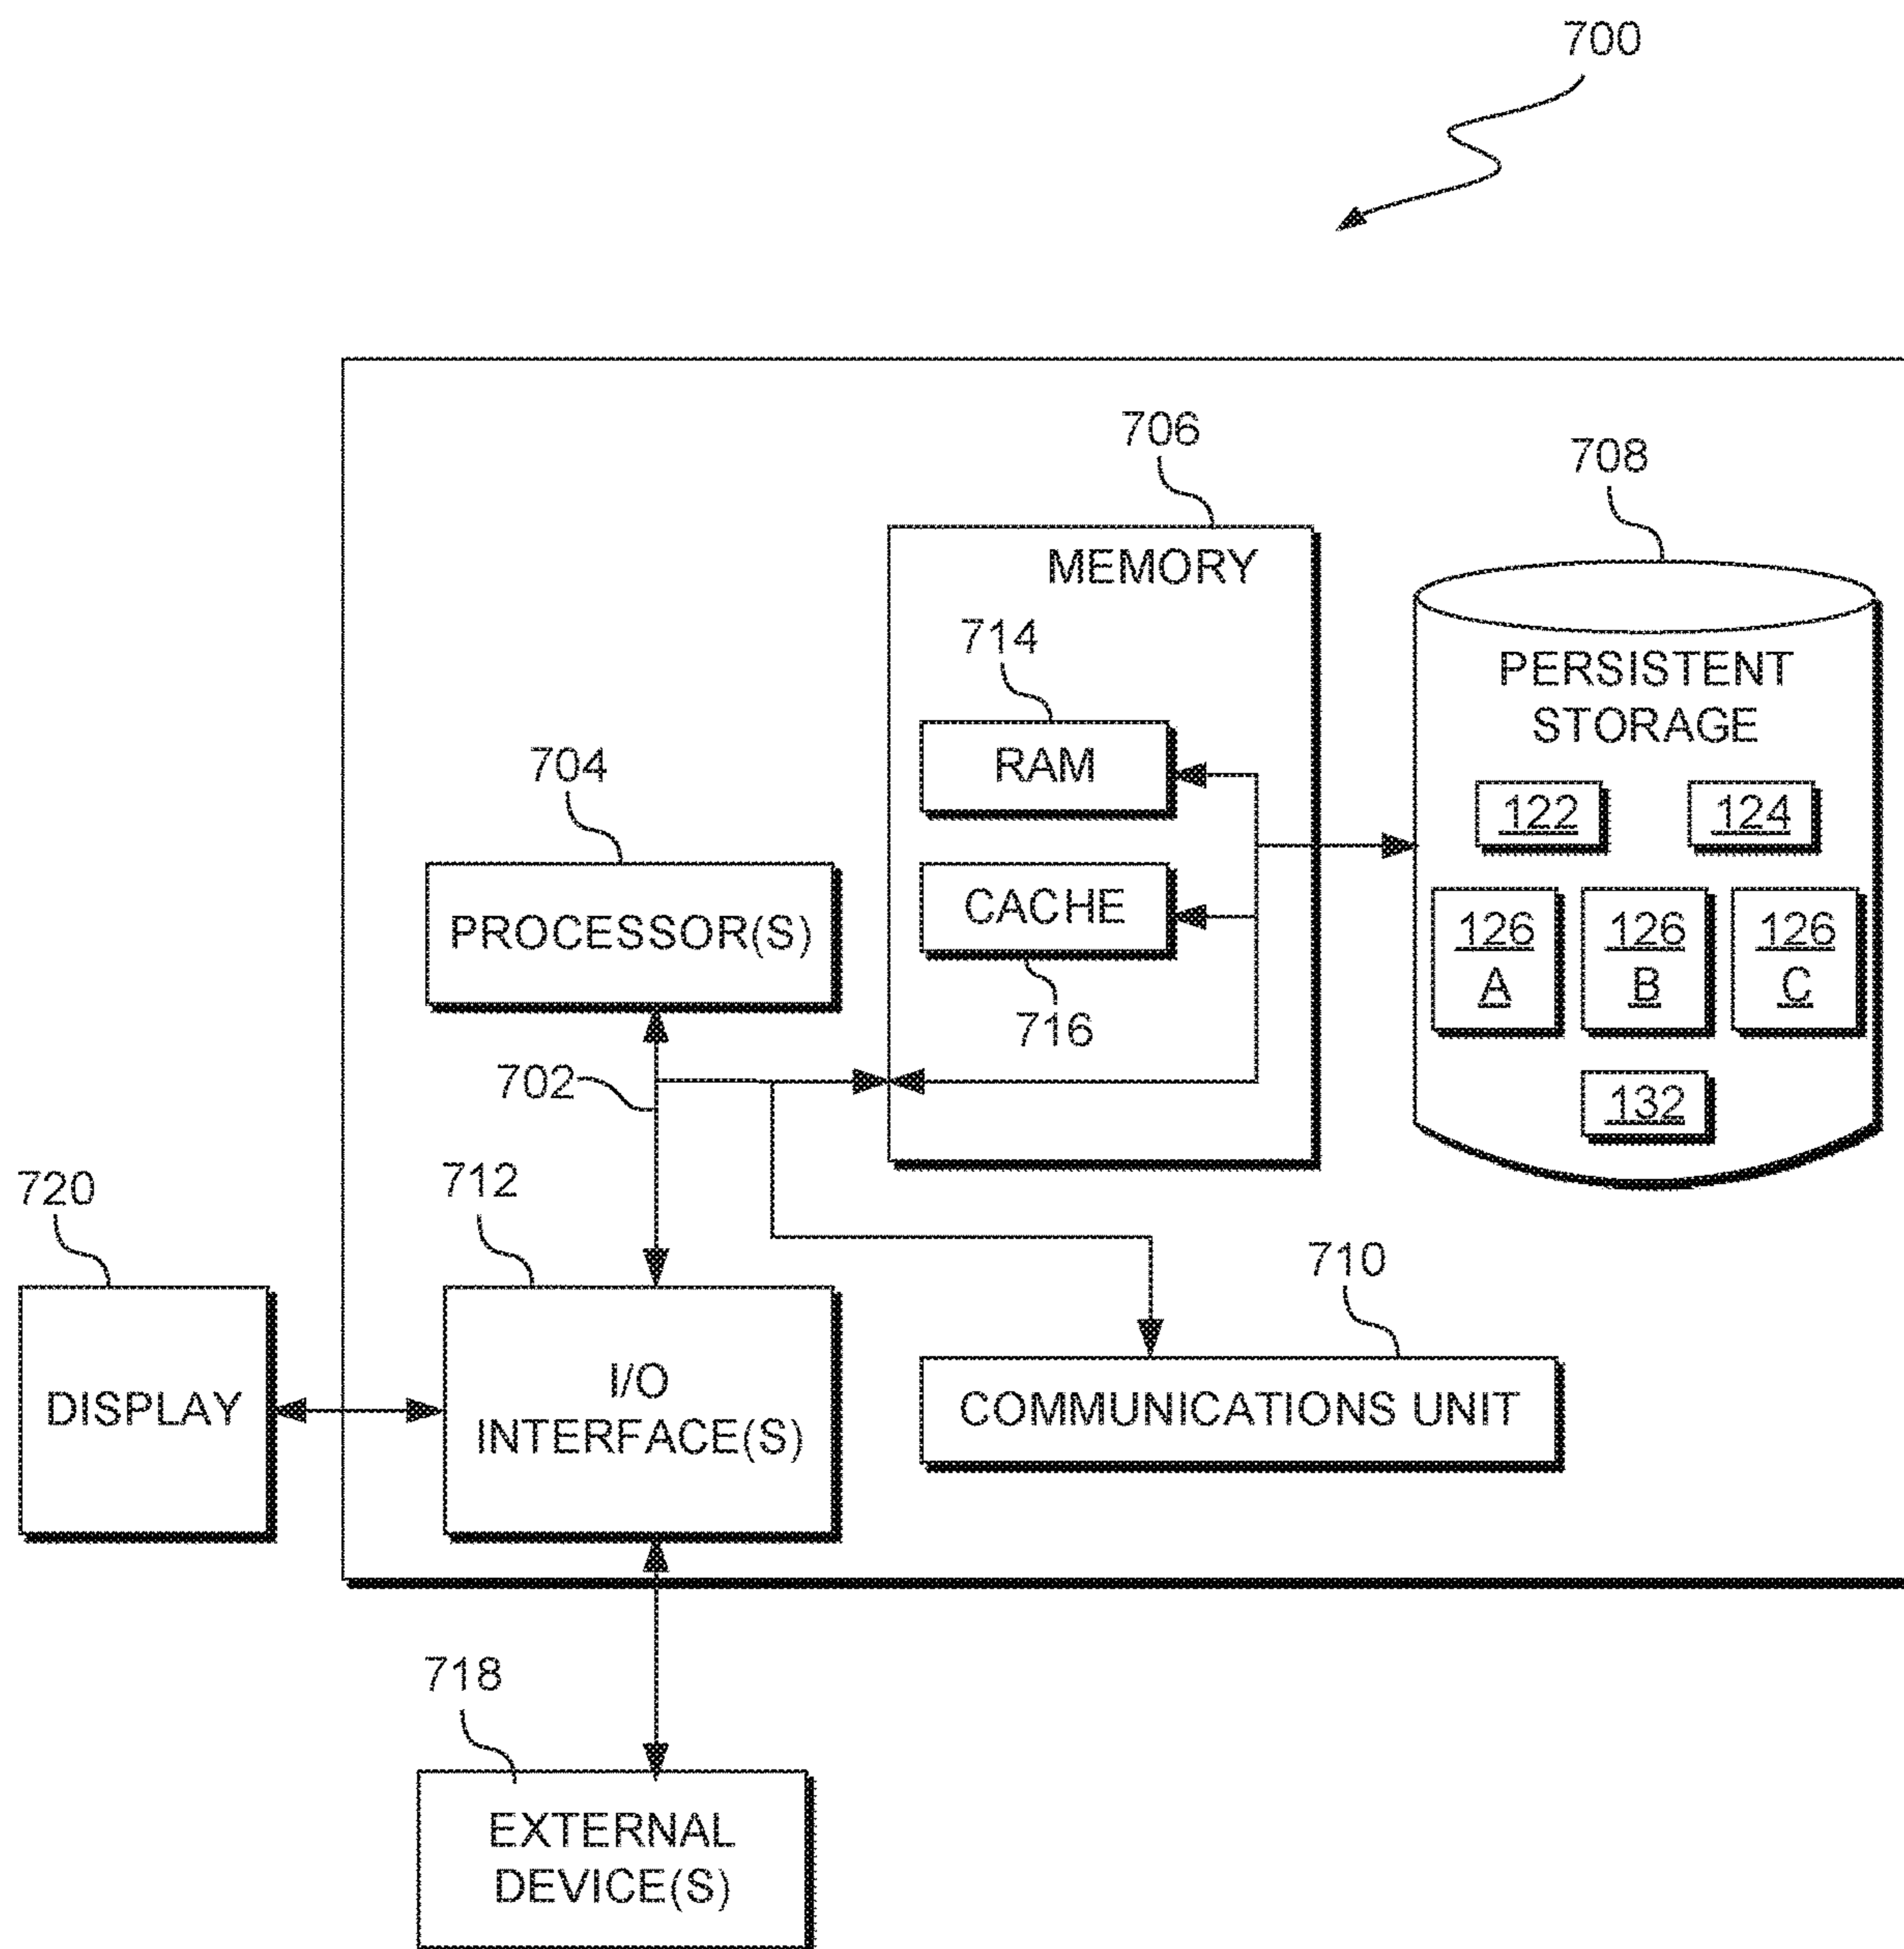 700
706
708
MEMORY
714
PERSISTENT
STORAGE
RAM
704
122
124
CACHE
PROCESSOR(S)
126
A
126
B
126
C
716
702
132
720
712
710
DISPLAY
I/O
INTERFACE(S)
COMMUNICATIONS UNIT
718
EXTERNAL
DEVICE(S)